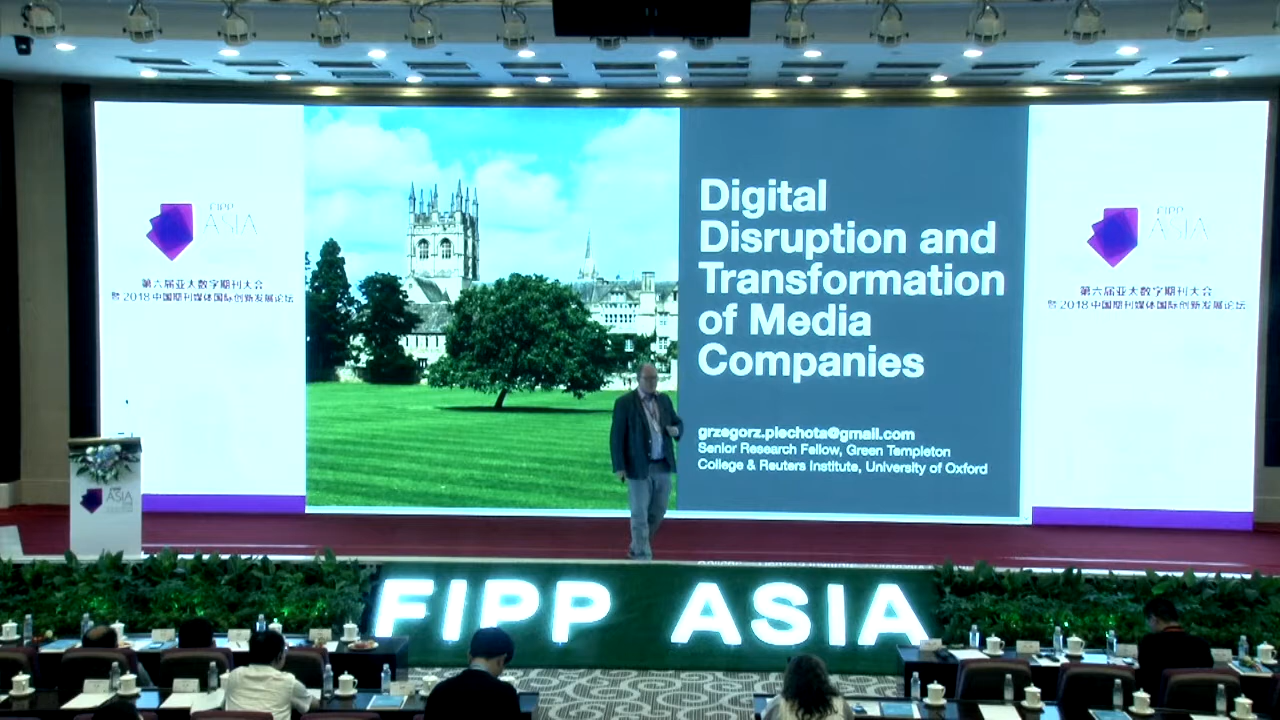 FIPP
ASIA
第六届亚太数字期刊大会
暨2018中国期刊媒体国际创新发展论坛
Digital
Disruption and
Transformation
of Media
Companies
grzegorz.piechota@gmail.com
Senior Research Fellow, Green Templeton
College & Reuters Institute, University of Oxford
FIPP
ASIA
第六届亚太数字期刊大会
暨2018中国期刊媒体国际创新发展论坛
ASIA
FIPP ASIA